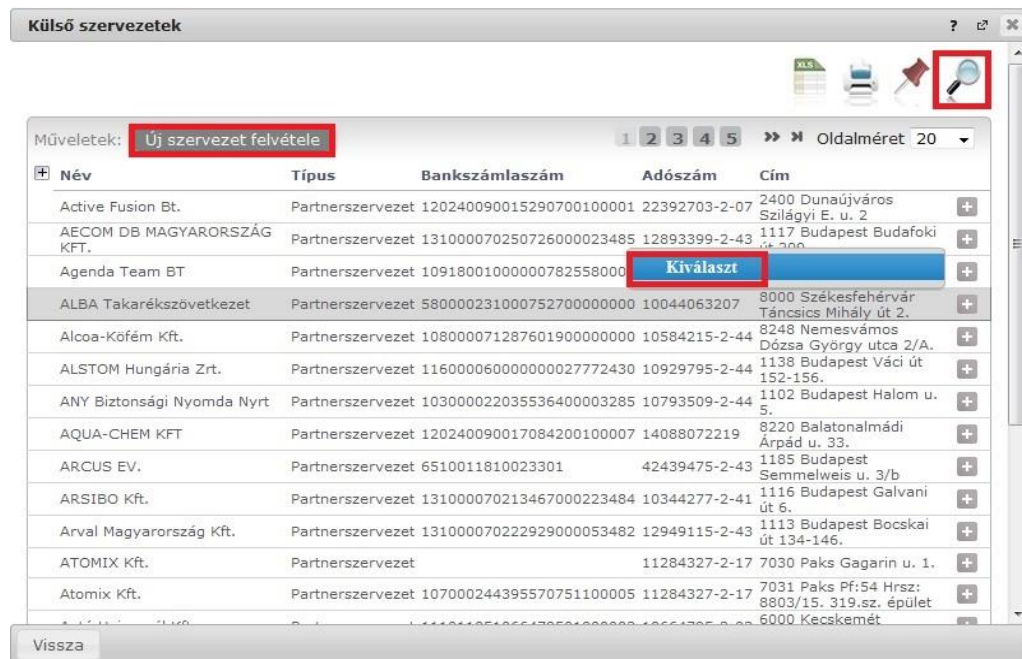 Külső szervezetek ?
XLS
Műveletek: Új szervezet felvétele 1 2 3 4 5 Oldalméret 20
Név Típus Bankszámlaszám Adószám Cím
Active Fusion Bt. Partnerszervezet 120240090015290700100001 22392703-2-07 2400 Dunaújváros
Szilágyi E. u. 2
AECOM DB MAGYARORSZÁG KFT. Partnerszervezet 131000070250726000023485 12893399-2-43 1117 Budapest Budafoki
Agenda Team BT Partnerszervezet Kiválaszt
ALBA Takarékszövetkezet Partnerszervezet 580000231000752700000000 10044063207 8000 Székesfehérvár
Táncsics Mihály út 2.
Alcoa-Köfém Kft. Partnerszervezet 108000071287601900000000 10584215-2-44 8248 Nemesvámos
Dózsa György utca 2/A.
ALSTOM Hungária Zrt. Partnerszervezet 116000060000000027772430 10929795-2-44 1138 Budapest Váci út
152-156.
ANY Biztonsági Nyomda Nyrt Partnerszervezet 103000022035536400003285 10793509-2-44 1102 Budapest Halom u.
5.
AQUA-CHEM KFT Partnerszervezet 120240090017084200100007 14088072219 8220 Balatonalmádi
Árpád u. 33.
ARCUS EV. Partnerszervezet 6510011810023301 42439475-2-43 1185 Budapest
Semmelweis u. 3/b
ARSIBO Kft. Partnerszervezet 131000070213467000223484 10344277-2-41 1116 Budapest Galvani
út 6.
Arval Magyarország Kft. Partnerszervezet 131000070222929000053482 12949115-2-43 1113 Budapest Bocskai
út 134-146.
ATOMIX Kft. Partnerszervezet 11284327-2-17 7030 Paks Gagarin u. 1.
Atomix Kft. Partnerszervezet 107000244395570751100005 11284327-2-17 7031 Paks Pf:54 Hrsz:
8803/15. 319.sz. épület
6000 Kecskemét
Vissza